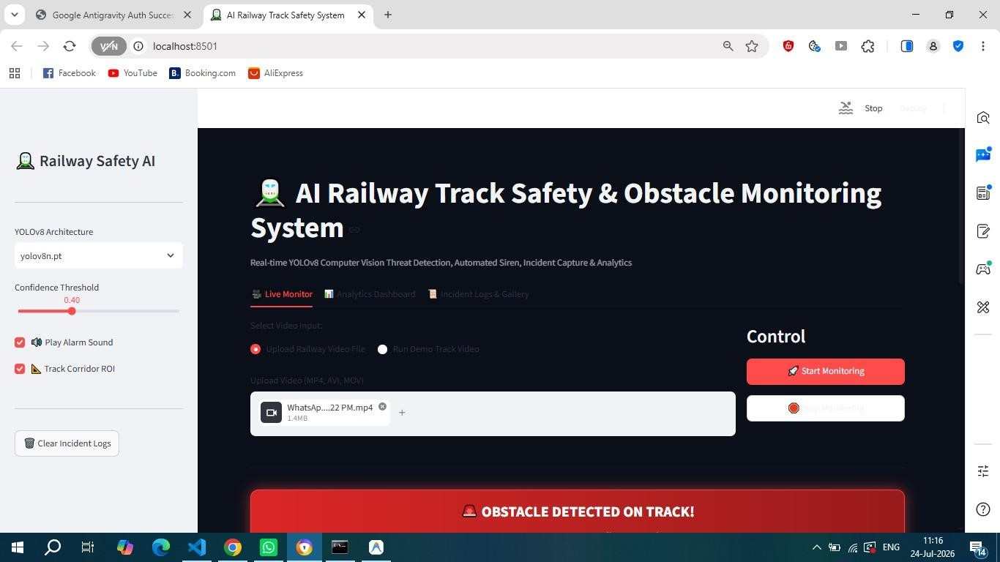 Google Antigravity Auth Succes
AI Railway Track Safety System
VPN
localhost:8501
Facebook
YouTube
B. Booking.com
AliExpress
Stop
Deploy
Railway Safety AI
YOLOv8 Architecture
yolov8n.pt
Confidence Threshold
0.40
Play Alarm Sound
Track Corridor ROI
Clear Incident Logs
AI Railway Track Safety & Obstacle Monitoring
System
Real-time YOLOv8 Computer Vision Threat Detection, Automated Siren, Incident Capture & Analytics
Live Monitor
Analytics Dashboard
Incident Logs & Gallery
Select Video Input:
Upload Railway Video File
Run Demo Track Video
Upload Video (MP4, AVI, MOV)
WhatsAp....22 PM.mp4
1.4MB
Control
Start Monitoring
Stop Monitoring
OBSTACLE DETECTED ON TRACK!
ENG
11:16
24-Jul-2026
14